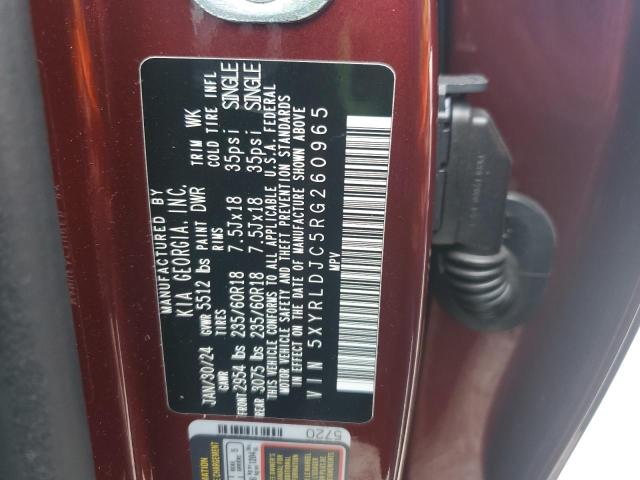 MANUFACTURED BY
KIA GEORGIA, INC.
JAN/30/24 GVWR 5512 lbs PAINT DWR TRIM WK
GAWR TIRES RIMS COLD TIRE INFL
FRONT 2954 lbs 235/60R18 7.5Jx18 35psi SINGLE
REAR 3075 lbs 235/60R18 7.5Jx18 35psi SINGLE
THIS VEHICLE CONFORMS TO ALL APPLICABLE U.S.A. FEDERAL
MOTOR VEHICLE SAFETY AND THEFT PREVENTION STANDARDS
IN EFFECT ON THE DATE OF MANUFACTURE SHOWN ABOVE
VIN 5XYRLDJC5RG260965
MPV
5720